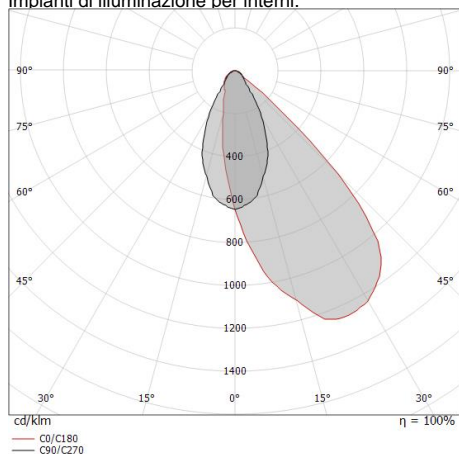 Impianti di illuminazione per interni.
90° 90°
75° 75°
400
60° 60°
600
800
45° 45°
1000
1200
1400
30° 15° 0° 15° 30°
cd/klm η = 100%
C0/C180
C90/C270